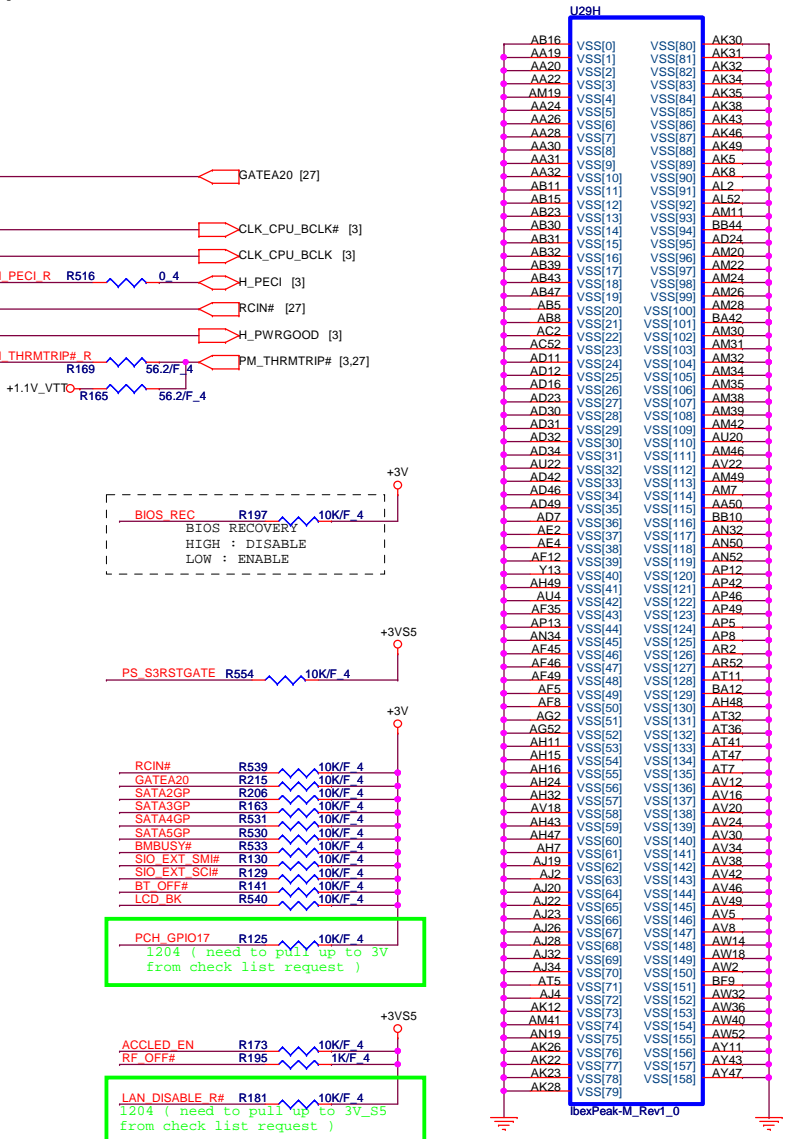 GATEA20 [27]
CLK_CPU_BCLK# [3]
CLK_CPU_BCLK [3]
_PECI_R R516 0_4 H_PECI [3]
RCIN# [27]
H_PWRGOOD [3]
_THRMTRIP#_R R169 56.2/F_4 PM_THRMTRIP# [3,27]
+1.1V_VTT R165 56.2/F_4
+3V
BIOS_REC R197 10K/F_4
BIOS RECOVERY
HIGH : DISABLE
LOW : ENABLE
+3VS5
PS_S3RSTGATE R554 10K/F_4
+3V
RCIN# R539 10K/F_4
GATEA20 R215 10K/F_4
SATA2GP R206 10K/F_4
SATA3GP R163 10K/F_4
SATA4GP R531 10K/F_4
SATA5GP R530 10K/F_4
BMBUSY# R533 10K/F_4
SIO_EXT_SMI# R130 10K/F_4
SIO_EXT_SCI# R129 10K/F_4
BT_OFF# R141 10K/F_4
LCD_BK R540 10K/F_4
PCH_GPIO17 R125 10K/F_4
1204 ( need to pull up to 3V
from check list request )
+3VS5
ACCLED_EN R173 10K/F_4
RF_OFF# R195 1K/F_4
LAN_DISABLE_R# R181 10K/F_4
1204 ( need to pull up to 3V_S5
from check list request )
U29H
AB16 VSS[0] VSS[80] AK30
AA19 VSS[1] VSS[81] AK31
AA20 VSS[2] VSS[82] AK32
AA22 VSS[3] VSS[83] AK34
AM19 VSS[4] VSS[84] AK35
AA24 VSS[5] VSS[85] AK38
AA26 VSS[6] VSS[86] AK43
AA28 VSS[7] VSS[87] AK46
AA30 VSS[8] VSS[88] AK49
AA31 VSS[9] VSS[89] AK5
AA32 VSS[10] VSS[90] AK8
AB11 VSS[11] VSS[91] AL2
AB15 VSS[12] VSS[92] AL52
AB23 VSS[13] VSS[93] AM11
AB30 VSS[14] VSS[94] BB44
AB31 VSS[15] VSS[95] AD24
AB32 VSS[16] VSS[96] AM20
AB39 VSS[17] VSS[97] AM22
AB43 VSS[18] VSS[98] AM24
AB47 VSS[19] VSS[99] AM26
AB5 VSS[20] VSS[100] AM28
AB8 VSS[21] VSS[101] BA42
AC2 VSS[22] VSS[102] AM30
AC52 VSS[23] VSS[103] AM31
AD11 VSS[24] VSS[104] AM32
AD12 VSS[25] VSS[105] AM34
AD16 VSS[26] VSS[106] AM35
AD23 VSS[27] VSS[107] AM38
AD30 VSS[28] VSS[108] AM39
AD31 VSS[29] VSS[109] AM42
AD32 VSS[30] VSS[110] AU20
AD34 VSS[31] VSS[111] AM46
AU22 VSS[32] VSS[112] AV22
AD42 VSS[33] VSS[113] AM49
AD46 VSS[34] VSS[114] AM7
AD49 VSS[35] VSS[115] AA50
AD7 VSS[36] VSS[116] BB10
AE2 VSS[37] VSS[117] AN32
AE4 VSS[38] VSS[118] AN50
AF12 VSS[39] VSS[119] AN52
Y13 VSS[40] VSS[120] AP12
AH49 VSS[41] VSS[121] AP42
AU4 VSS[42] VSS[122] AP46
AF35 VSS[43] VSS[123] AP49
AP13 VSS[44] VSS[124] AP5
AN34 VSS[45] VSS[125] AP8
AF45 VSS[46] VSS[126] AR2
AF46 VSS[47] VSS[127] AR52
AF49 VSS[48] VSS[128] AT11
AF5 VSS[49] VSS[129] BA12
AF8 VSS[50] VSS[130] AH48
AG2 VSS[51] VSS[131] AT32
AG52 VSS[52] VSS[132] AT36
AH11 VSS[53] VSS[133] AT41
AH15 VSS[54] VSS[134] AT47
AH16 VSS[55] VSS[135] AT7
AH24 VSS[56] VSS[136] AV12
AH32 VSS[57] VSS[137] AV16
AV18 VSS[58] VSS[138] AV20
AH43 VSS[59] VSS[139] AV24
AH47 VSS[60] VSS[140] AV30
AH7 VSS[61] VSS[141] AV34
AJ19 VSS[62] VSS[142] AV38
AJ2 VSS[63] VSS[143] AV42
AJ20 VSS[64] VSS[144] AV46
AJ22 VSS[65] VSS[145] AV49
AJ23 VSS[66] VSS[146] AV5
AJ26 VSS[67] VSS[147] AV8
AJ28 VSS[68] VSS[148] AW14
AJ32 VSS[69] VSS[149] AW18
AJ34 VSS[70] VSS[150] AW2
AT5 VSS[71] VSS[151] BF9
AJ4 VSS[72] VSS[152] AW32
AK12 VSS[73] VSS[153] AW36
AM41 VSS[74] VSS[154] AW40
AN19 VSS[75] VSS[155] AW52
AK26 VSS[76] VSS[156] AY11
AK22 VSS[77] VSS[157] AY43
AK23 VSS[78] VSS[158] AY47
AK28 VSS[79]
IbexPeak-M_Rev1_0